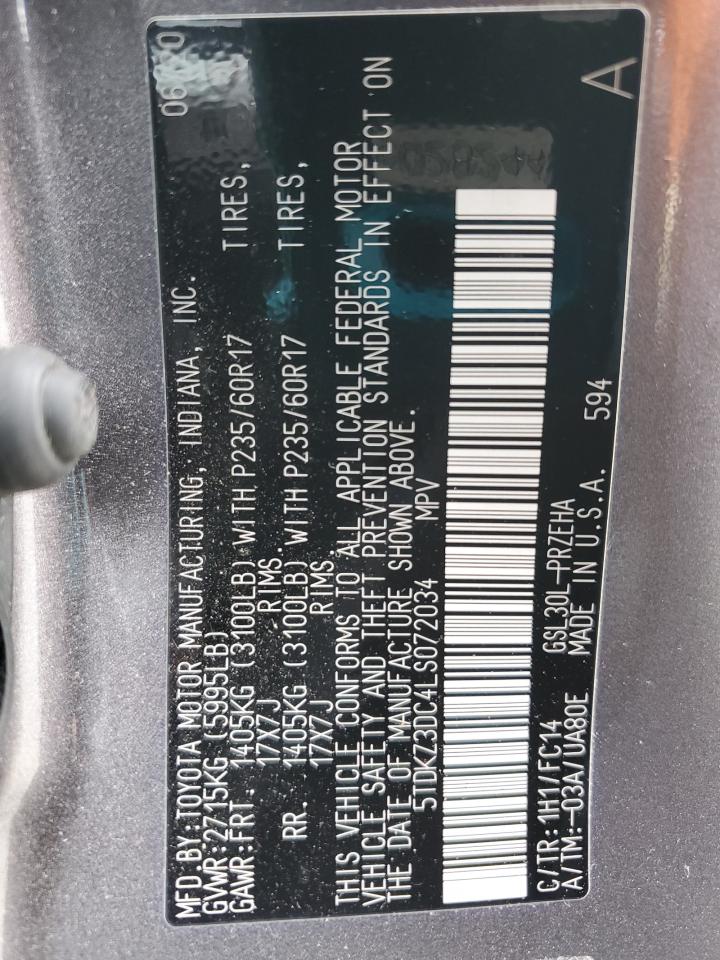 MFD.BY:TOYOTA MOTOR MANUFACTURING, INDIANA, INC.
GVWR:2715KG (5995LB)
GAWR:FRT. 1405KG (3100LB) WITH P235/60R17 TIRES,
17X7J RIMS.
RR. 1405KG (3100LB) WITH P235/60R17 TIRES,
17X7J RIMS.
THIS VEHICLE CONFORMS TO ALL APPLICABLE FEDERAL MOTOR
VEHICLE SAFETY AND THEFT PREVENTION STANDARDS IN EFFECT ON
THE DATE OF MANUFACTURE SHOWN ABOVE.
5TDKZ3DC4LS072034 MPV
C/TR:1H1/FC14 GSL30L-PRZEHA
A/TM:-03A/UA80E MADE IN U.S.A. 594
A